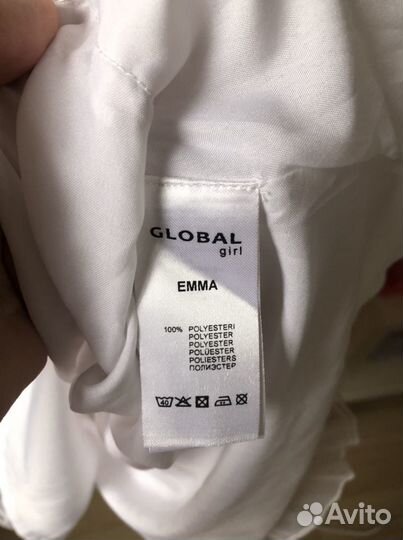 GLOBAL
girl
EMMA
100% POLYESTERI
POLYESTER
POLYESTER
POLÜESTER
POLIESTERS
ПОЛИЭСТЕР
40
Avito